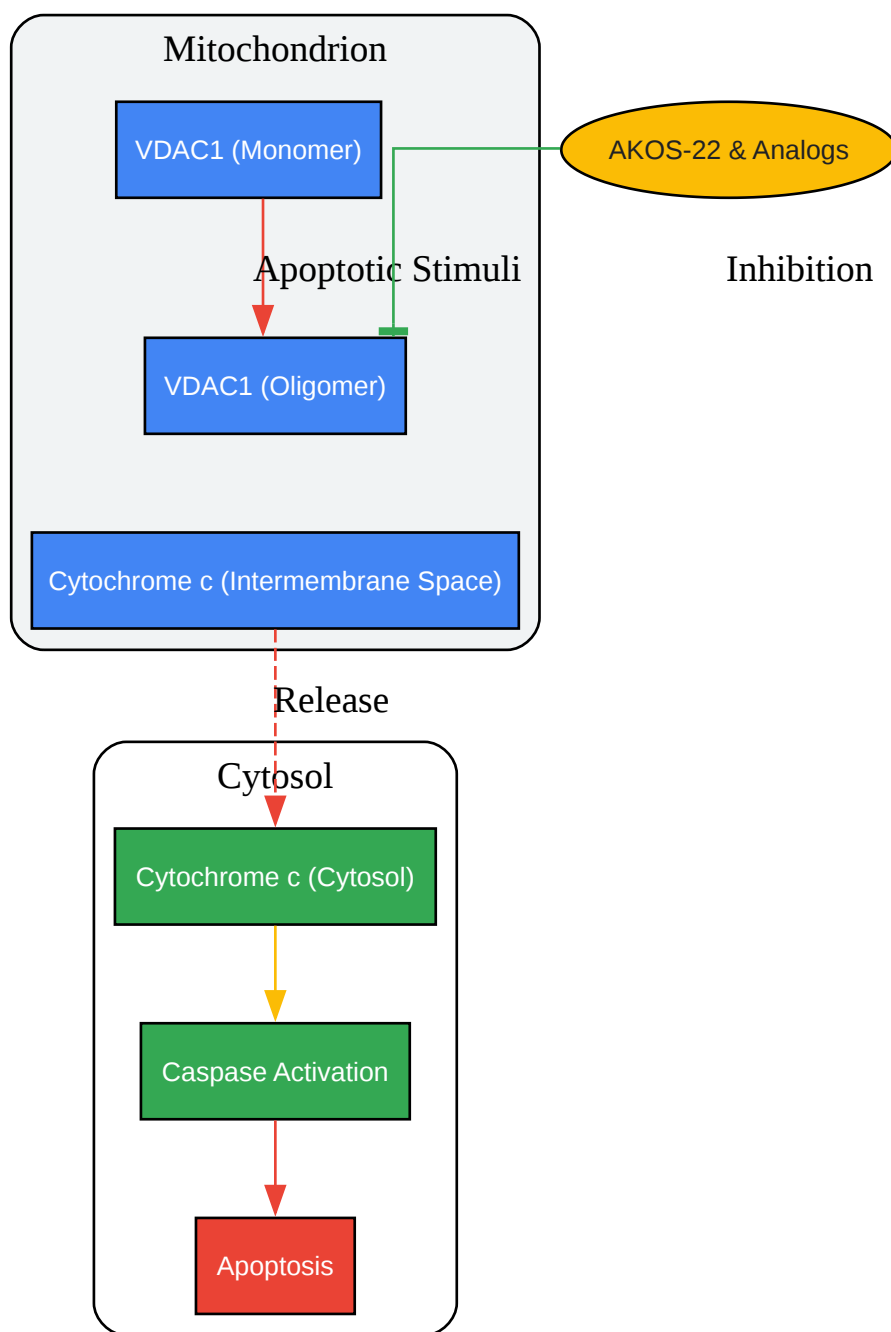 Mitochondrion
VDAC1 (Monomer)
AKOS-22 & Analogs
Apoptotic Stimuli
Inhibition
VDAC1 (Oligomer)
Cytochrome c (Intermembrane Space)
Release
Cytosol
Cytochrome c (Cytosol)
Caspase Activation
Apoptosis